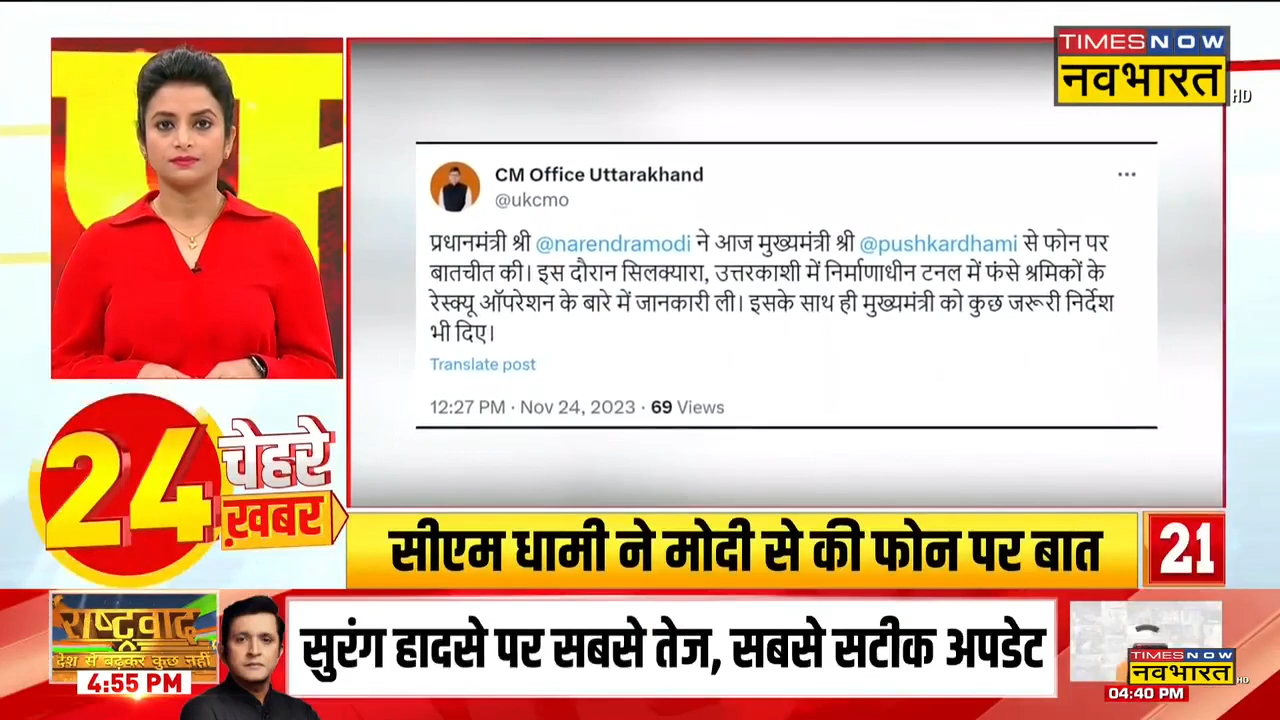 TIMES NOW
नवभारत
HD
CM Office Uttarakhand
@ukcmo
प्रधानमंत्री श्री @narendramodi ने आज मुख्यमंत्री श्री @pushkardhami से फोन पर
बातचीत की। इस दौरान सिलक्यारा, उत्तरकाशी में निर्माणाधीन टनल में फंसे श्रमिकों के
रेस्क्यू ऑपरेशन के बारे में जानकारी ली। इसके साथ ही मुख्यमंत्री को कुछ जरूरी निर्देश
भी दिए।
Translate post
12:27 PM · Nov 24, 2023 · 69 Views
24
चेहरे
ख़बर
सीएम धामी ने मोदी से की फोन पर बात
21
राष्ट्रवाद
देश से बढ़कर कुछ नहीं
4:55 PM
सुरंग हादसे पर सबसे तेज, सबसे सटीक अपडेट
TIMES NOW
नवभारत
HD
04:40 PM